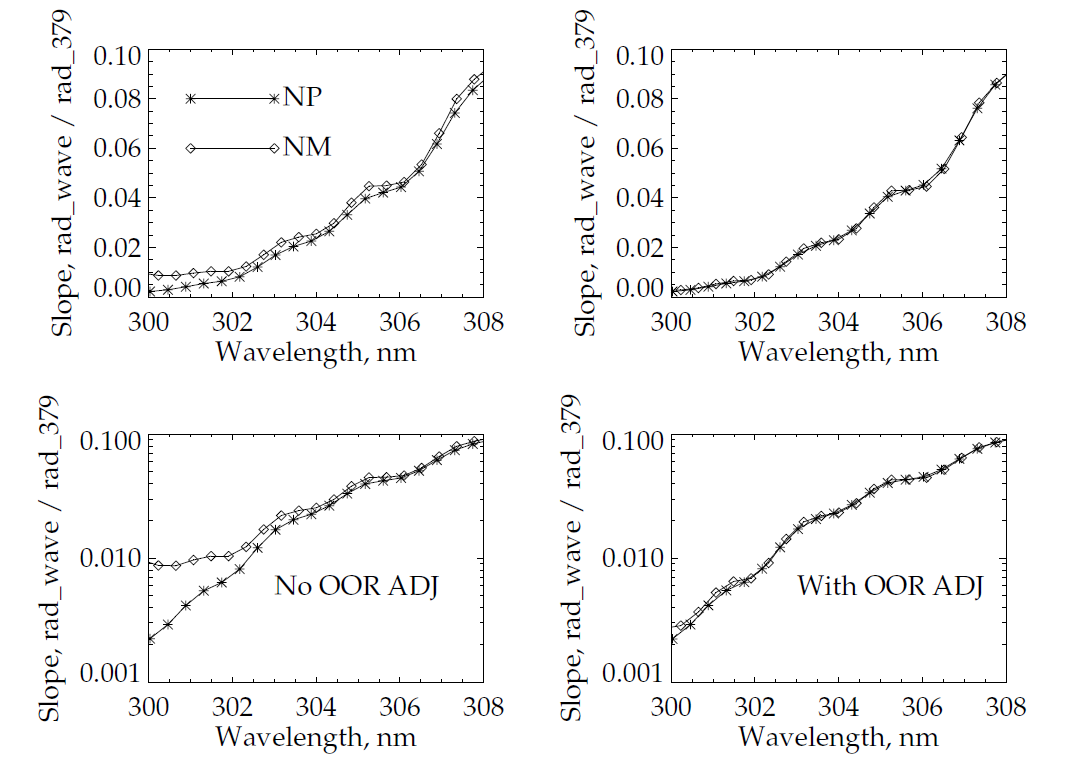 Slope, rad_wave / rad_379
0.10
0.08
0.06
0.04
0.02
0.00
NP
NM
300 302 304 306 308
Wavelength, nm
Slope, rad_wave / rad_379
0.10
0.08
0.06
0.04
0.02
0.00
300 302 304 306 308
Wavelength, nm
Slope, rad_wave / rad_379
0.100
0.010
0.001
No OOR ADJ
300 302 304 306 308
Wavelength, nm
Slope, rad_wave / rad_379
0.100
0.010
0.001
With OOR ADJ
300 302 304 306 308
Wavelength, nm